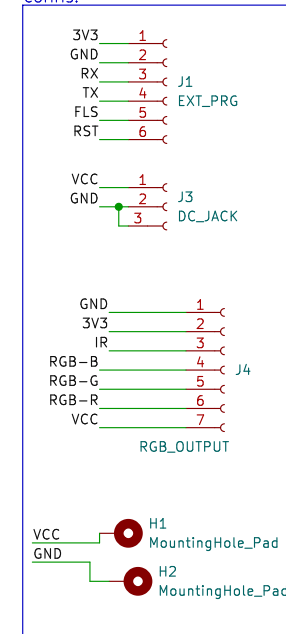 3V3 1
GND 2
RX 3 J1
TX 4 EXT_PRG
FLS 5
RST 6
VCC 1
GND 2 J3
3 DC_JACK
GND 1
3V3 2
IR 3
RGB-B 4 J4
RGB-G 5
RGB-R 6
VCC 7
RGB_OUTPUT
H1
VCC MountingHole_Pad
GND
H2
MountingHole_Pad